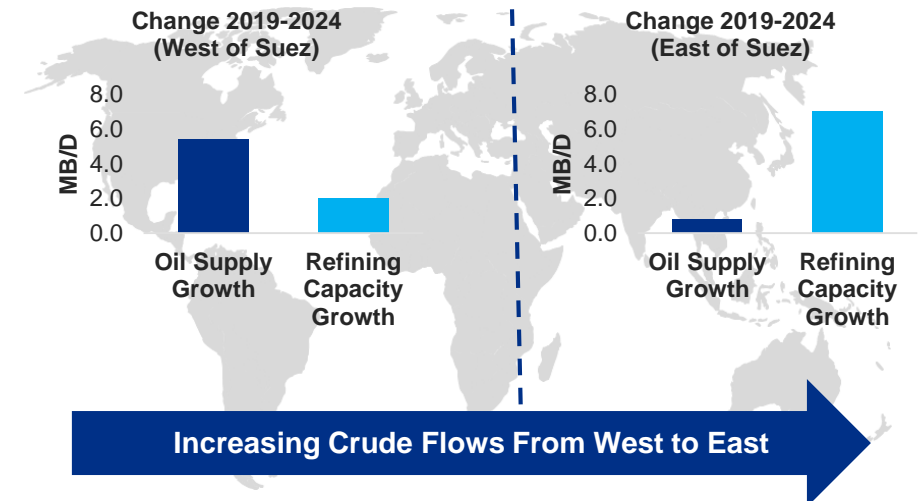 Change 2019-2024
(West of Suez)
MB/D
8.0
6.0
4.0
2.0
0.0
Oil Supply
Growth
Refining
Capacity
Growth
Change 2019-2024
(East of Suez)
MB/D
8.0
6.0
4.0
2.0
0.0
Oil Supply
Growth
Refining
Capacity
Growth
Increasing Crude Flows From West to East